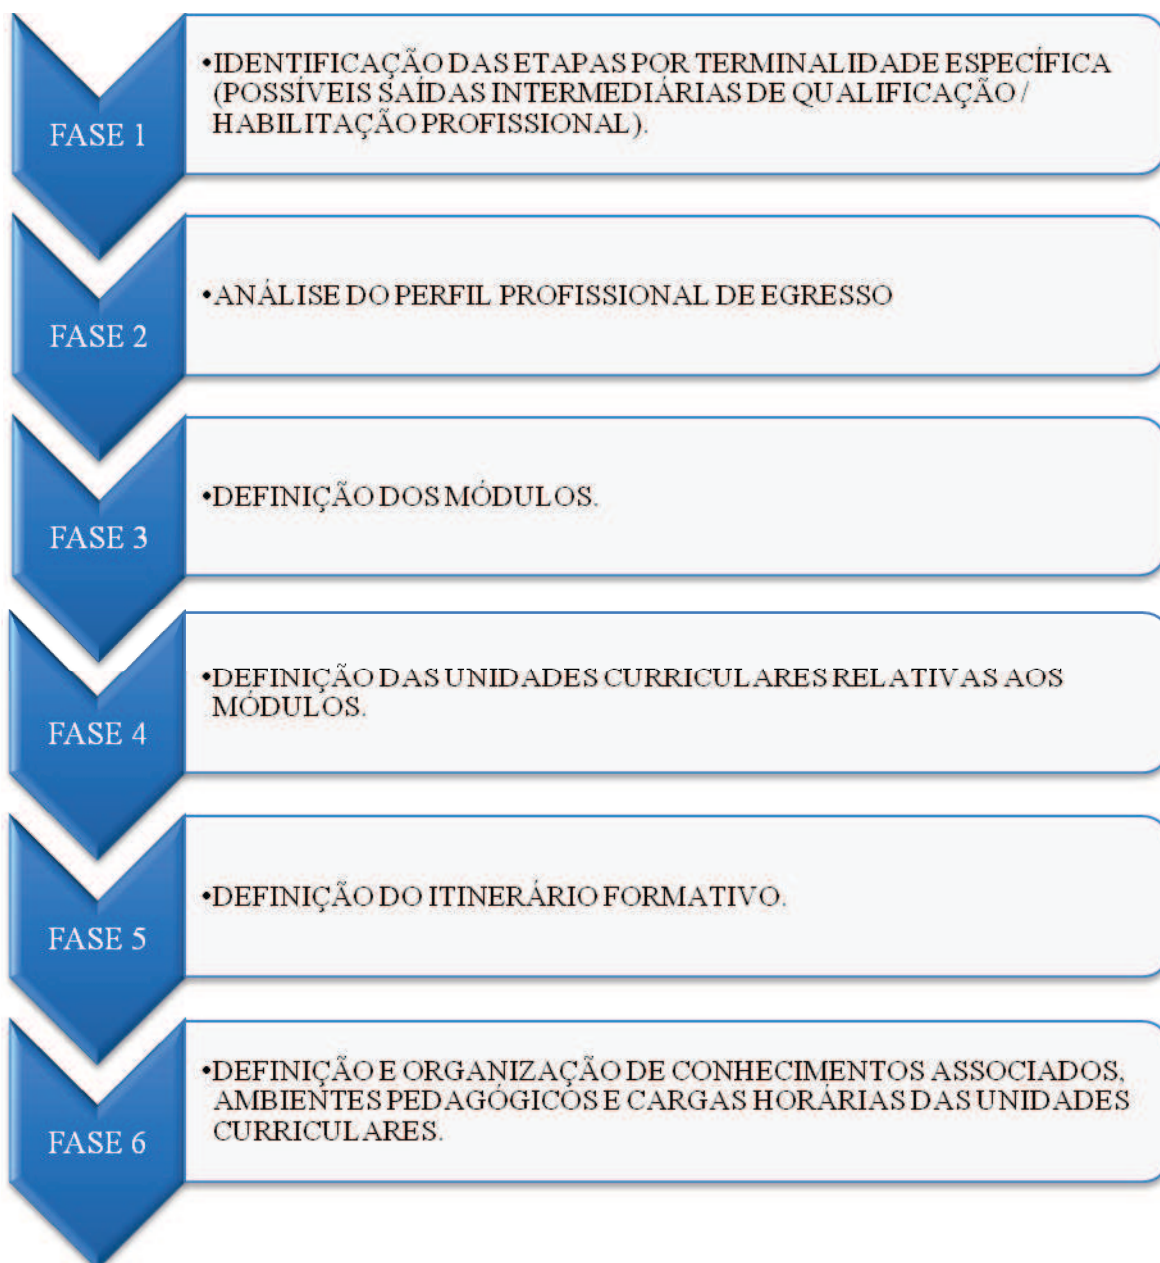 FASE 1
•IDENTIFICAÇÃO DAS ETAPAS POR TERMINALIDADE ESPECÍFICA
(POSSÍVEIS SAÍDAS INTERMEDIÁRIAS DE QUALIFICAÇÃO /
HABILITAÇÃO PROFISSIONAL).
FASE 2
•ANÁLISE DO PERFIL PROFISSIONAL DE EGRESSO
FASE 3
•DEFINIÇÃO DOS MÓDULOS.
FASE 4
•DEFINIÇÃO DAS UNIDADES CURRICULARES RELATIVAS AOS
MÓDULOS.
FASE 5
•DEFINIÇÃO DO ITINERÁRIO FORMATIVO.
FASE 6
•DEFINIÇÃO E ORGANIZAÇÃO DE CONHECIMENTOS ASSOCIADOS,
AMBIENTES PEDAGÓGICOS E CARGAS HORÁRIAS DAS UNIDADES
CURRICULARES.